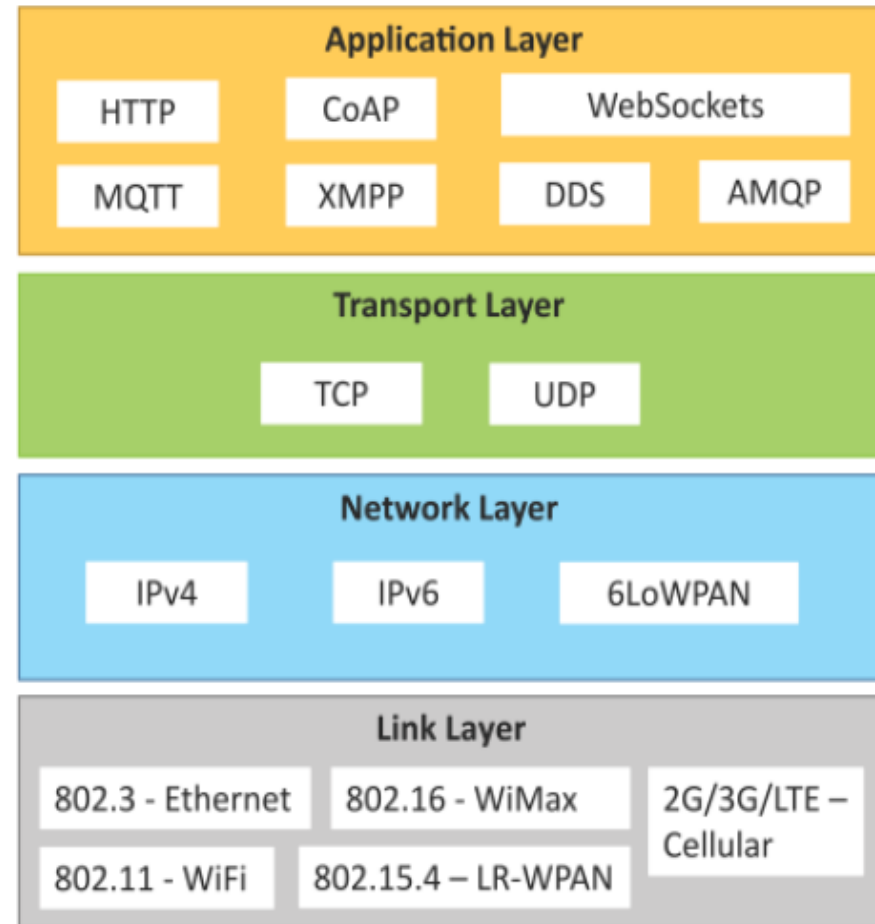 Application Layer
HTTP
CoAP
WebSockets
MQTT
XMPP
DDS
AMQP
Transport Layer
TCP
UDP
Network Layer
IPv4
IPv6
6LoWPAN
Link Layer
802.3 - Ethernet
802.16 - WiMax
2G/3G/LTE –
Cellular
802.11 - WiFi
802.15.4 – LR-WPAN